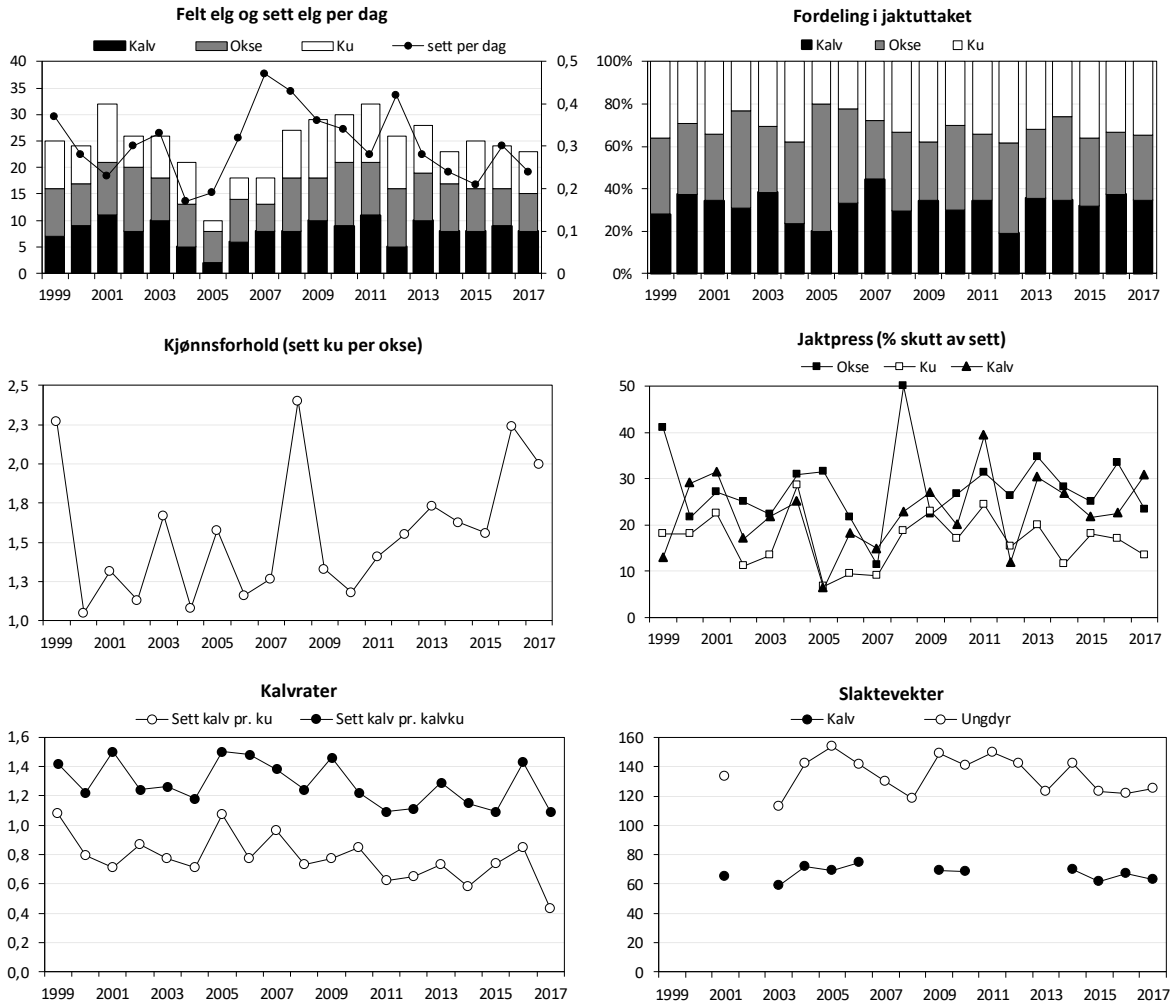 Felt elg og sett elg per dag
Kalv Okse Ku sett per dag
40 0,5
35
30 0,4
25 0,3
20
15 0,2
10 0,1
5
0 0
1999 2001 2003 2005 2007 2009 2011 2013 2015 2017
Fordeling i jaktuttaket
Kalv Okse Ku
100%
80%
60%
40%
20%
0%
1999 2001 2003 2005 2007 2009 2011 2013 2015 2017
Kjønnsforhold (sett ku per okse)
2,5
2,3
2,0
1,8
1,5
1,3
1,0
1999 2001 2003 2005 2007 2009 2011 2013 2015 2017
Jaktpress (% skutt av sett)
Okse Ku Kalv
50
40
30
20
10
0
1999 2001 2003 2005 2007 2009 2011 2013 2015 2017
Kalvrater
Sett kalv pr. ku Sett kalv pr. kalvku
1,6
1,4
1,2
1,0
0,8
0,6
0,4
0,2
0,0
1999 2001 2003 2005 2007 2009 2011 2013 2015 2017
Slaktevekter
Kalv Ungdyr
160
140
120
100
80
60
40
20
0
1999 2001 2003 2005 2007 2009 2011 2013 2015 2017